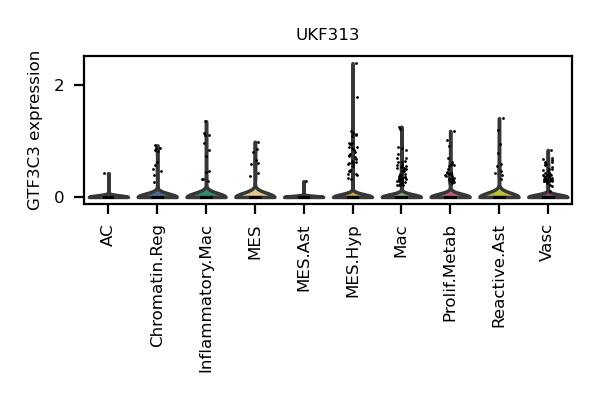 UKF313
GTF3C3 expression
2
0
AC
Chromatin.Reg
Inflammatory.Mac
MES
MES.Ast
MES.Hyp
Mac
Prolif.Metab
Reactive.Ast
Vasc